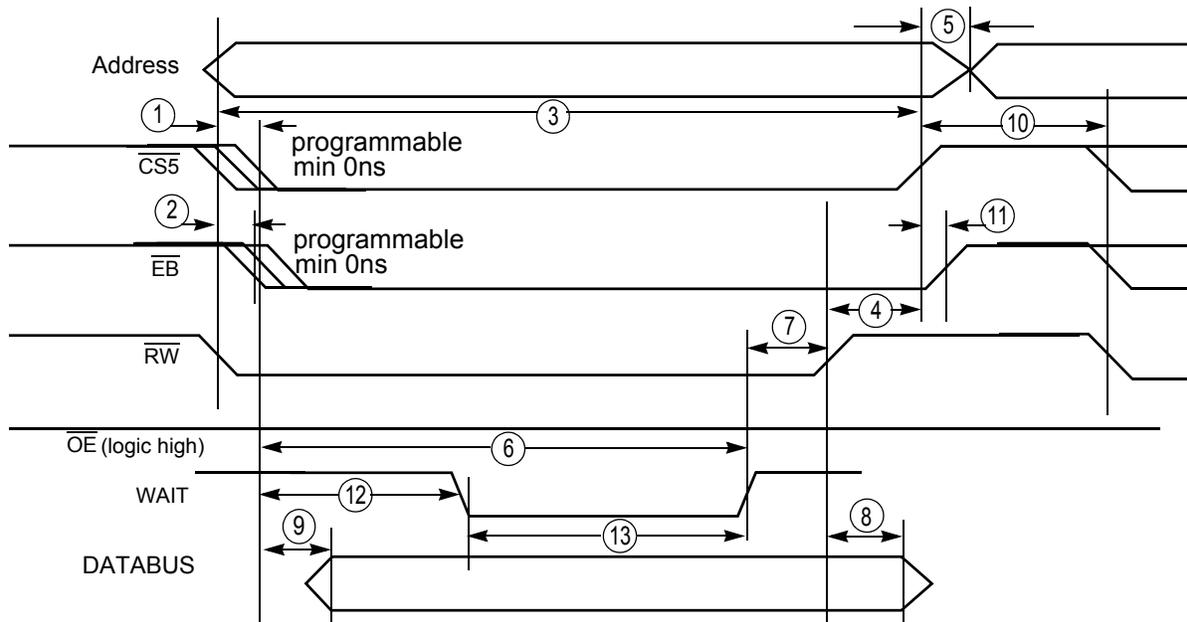 5
Address
1
3
10
programmable
min 0ns
CS5
2
11
programmable
min 0ns
EB
4
7
RW
OE (logic high)
6
WAIT
12
13
9
8
DATABUS